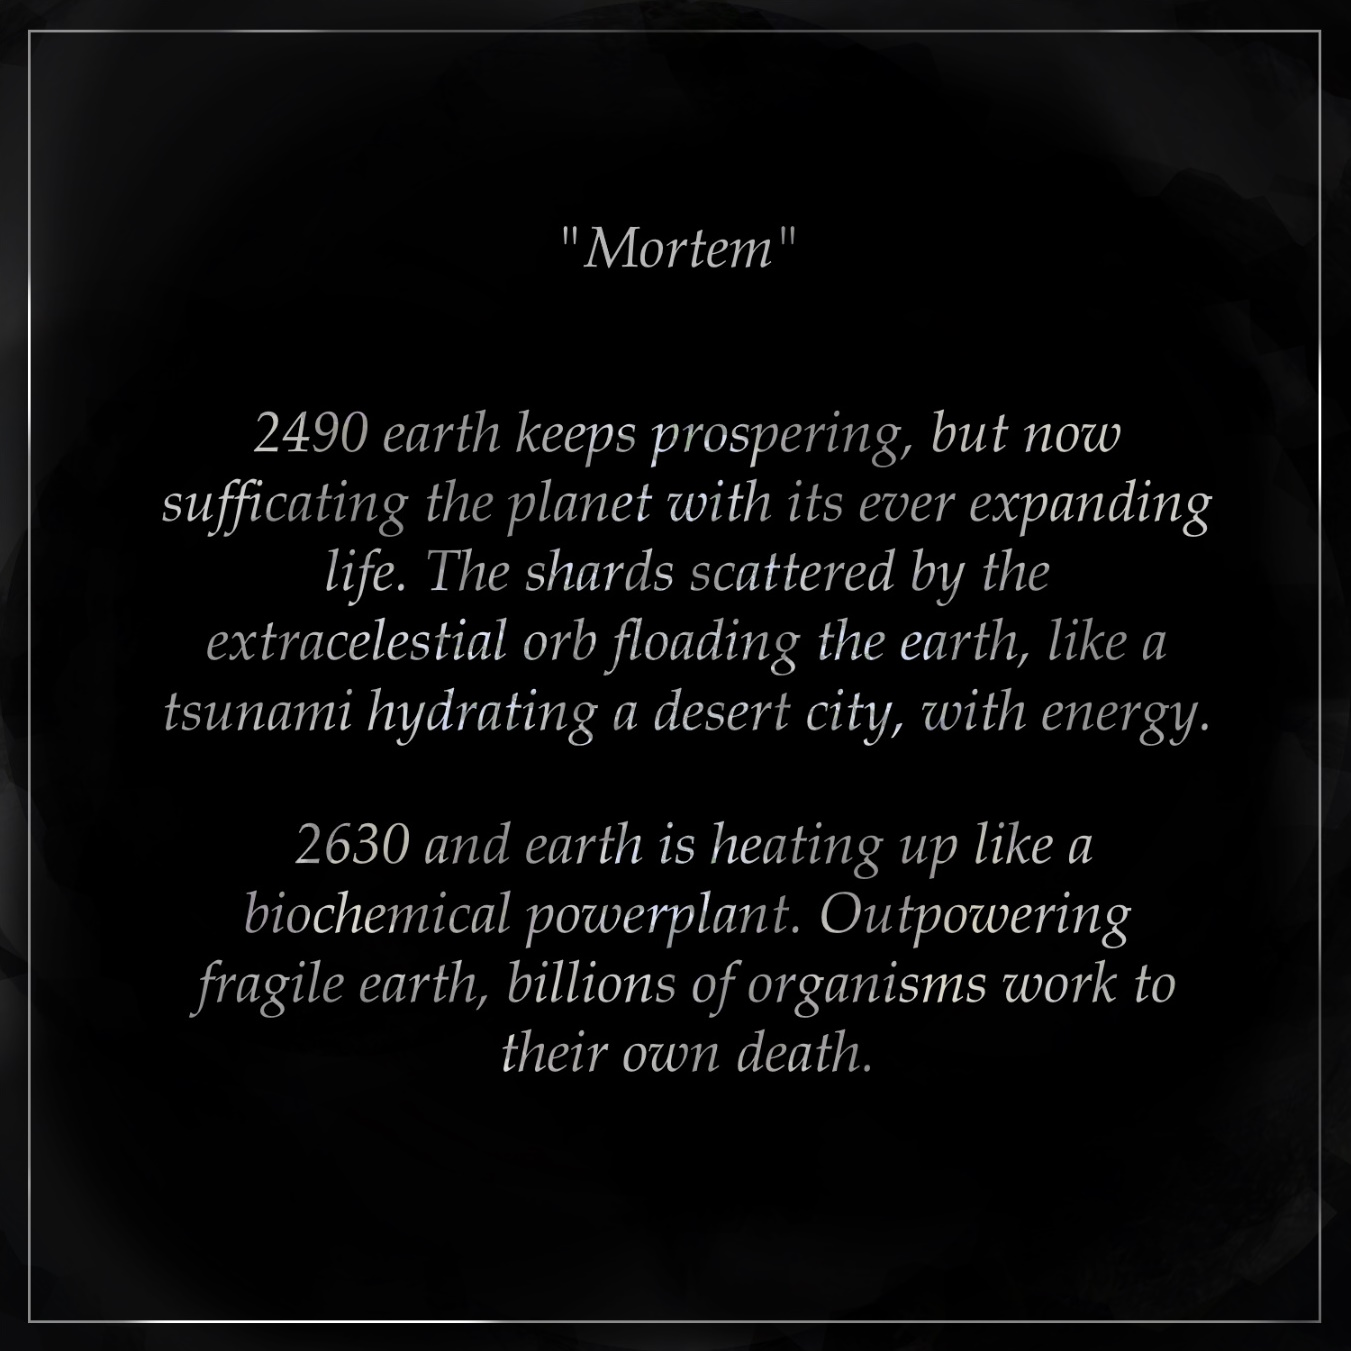 "Mortem"
2490 earth keeps prospering, but now
sufficating the planet with its ever expanding
life. The shards scattered by the
extracelestial orb floading the earth, like a
tsunami hydrating a desert city, with energy.
2630 and earth is heating up like a
biochemical powerplant. Outpowering
fragile earth, billions of organisms work to
their own death.